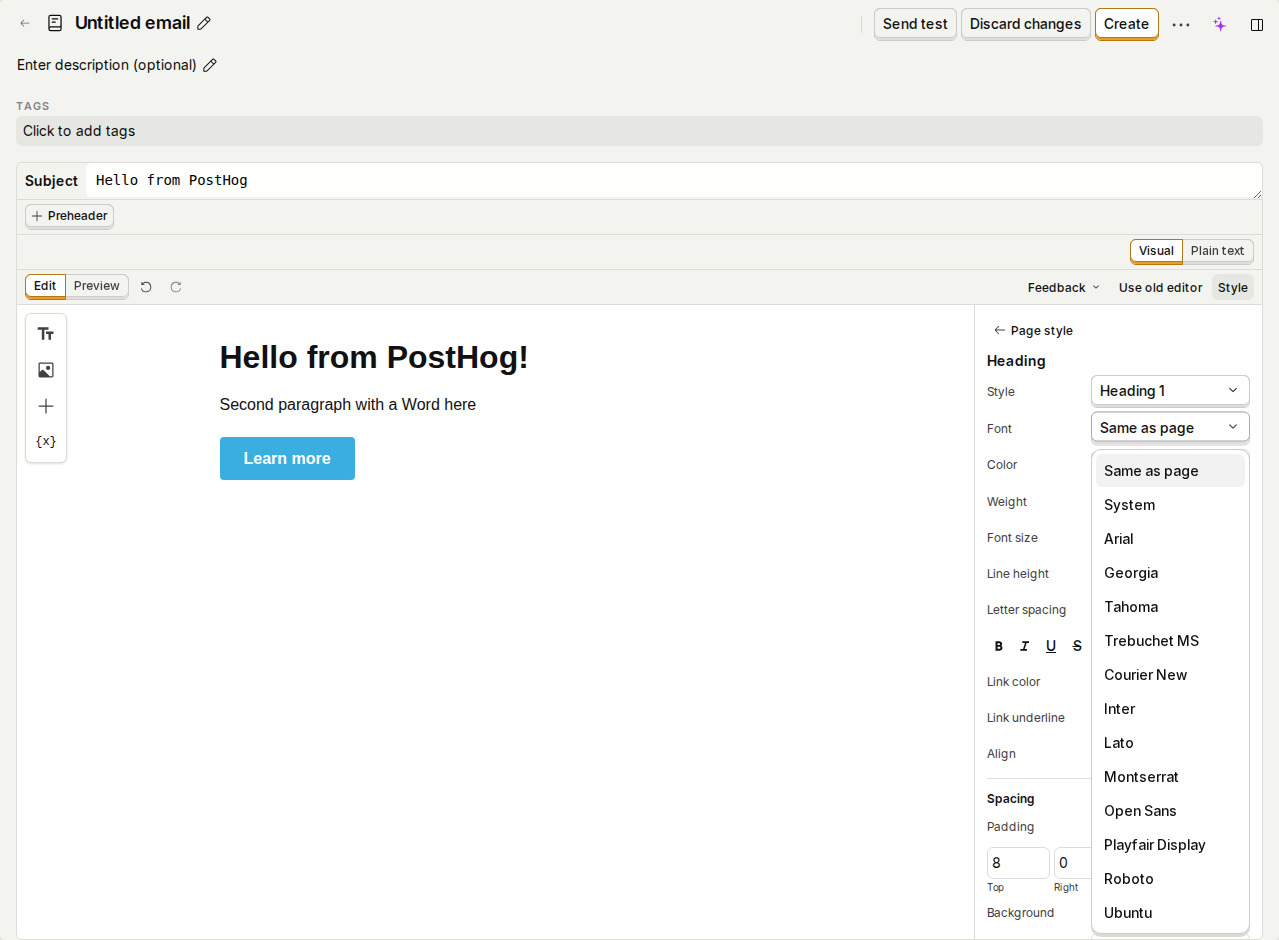 Untitled email
Send test
Discard changes
Create
Enter description (optional)
TAGS
Click to add tags
Subject
Hello from PostHog
Preheader
Visual
Plain text
Edit
Preview
Feedback
Use old editor
Style
Tт
{x}
Hello from PostHog!
Second paragraph with a Word here
Learn more
Page style
Heading
Style
Heading 1
Font
Same as page
Color
Weight
Font size
Line height
Letter spacing
B I U S
Link color
Link underline
Align
Spacing
Padding
8
0
Top
Right
Background
Same as page
System
Arial
Georgia
Tahoma
Trebuchet MS
Courier New
Inter
Lato
Montserrat
Open Sans
Playfair Display
Roboto
Ubuntu